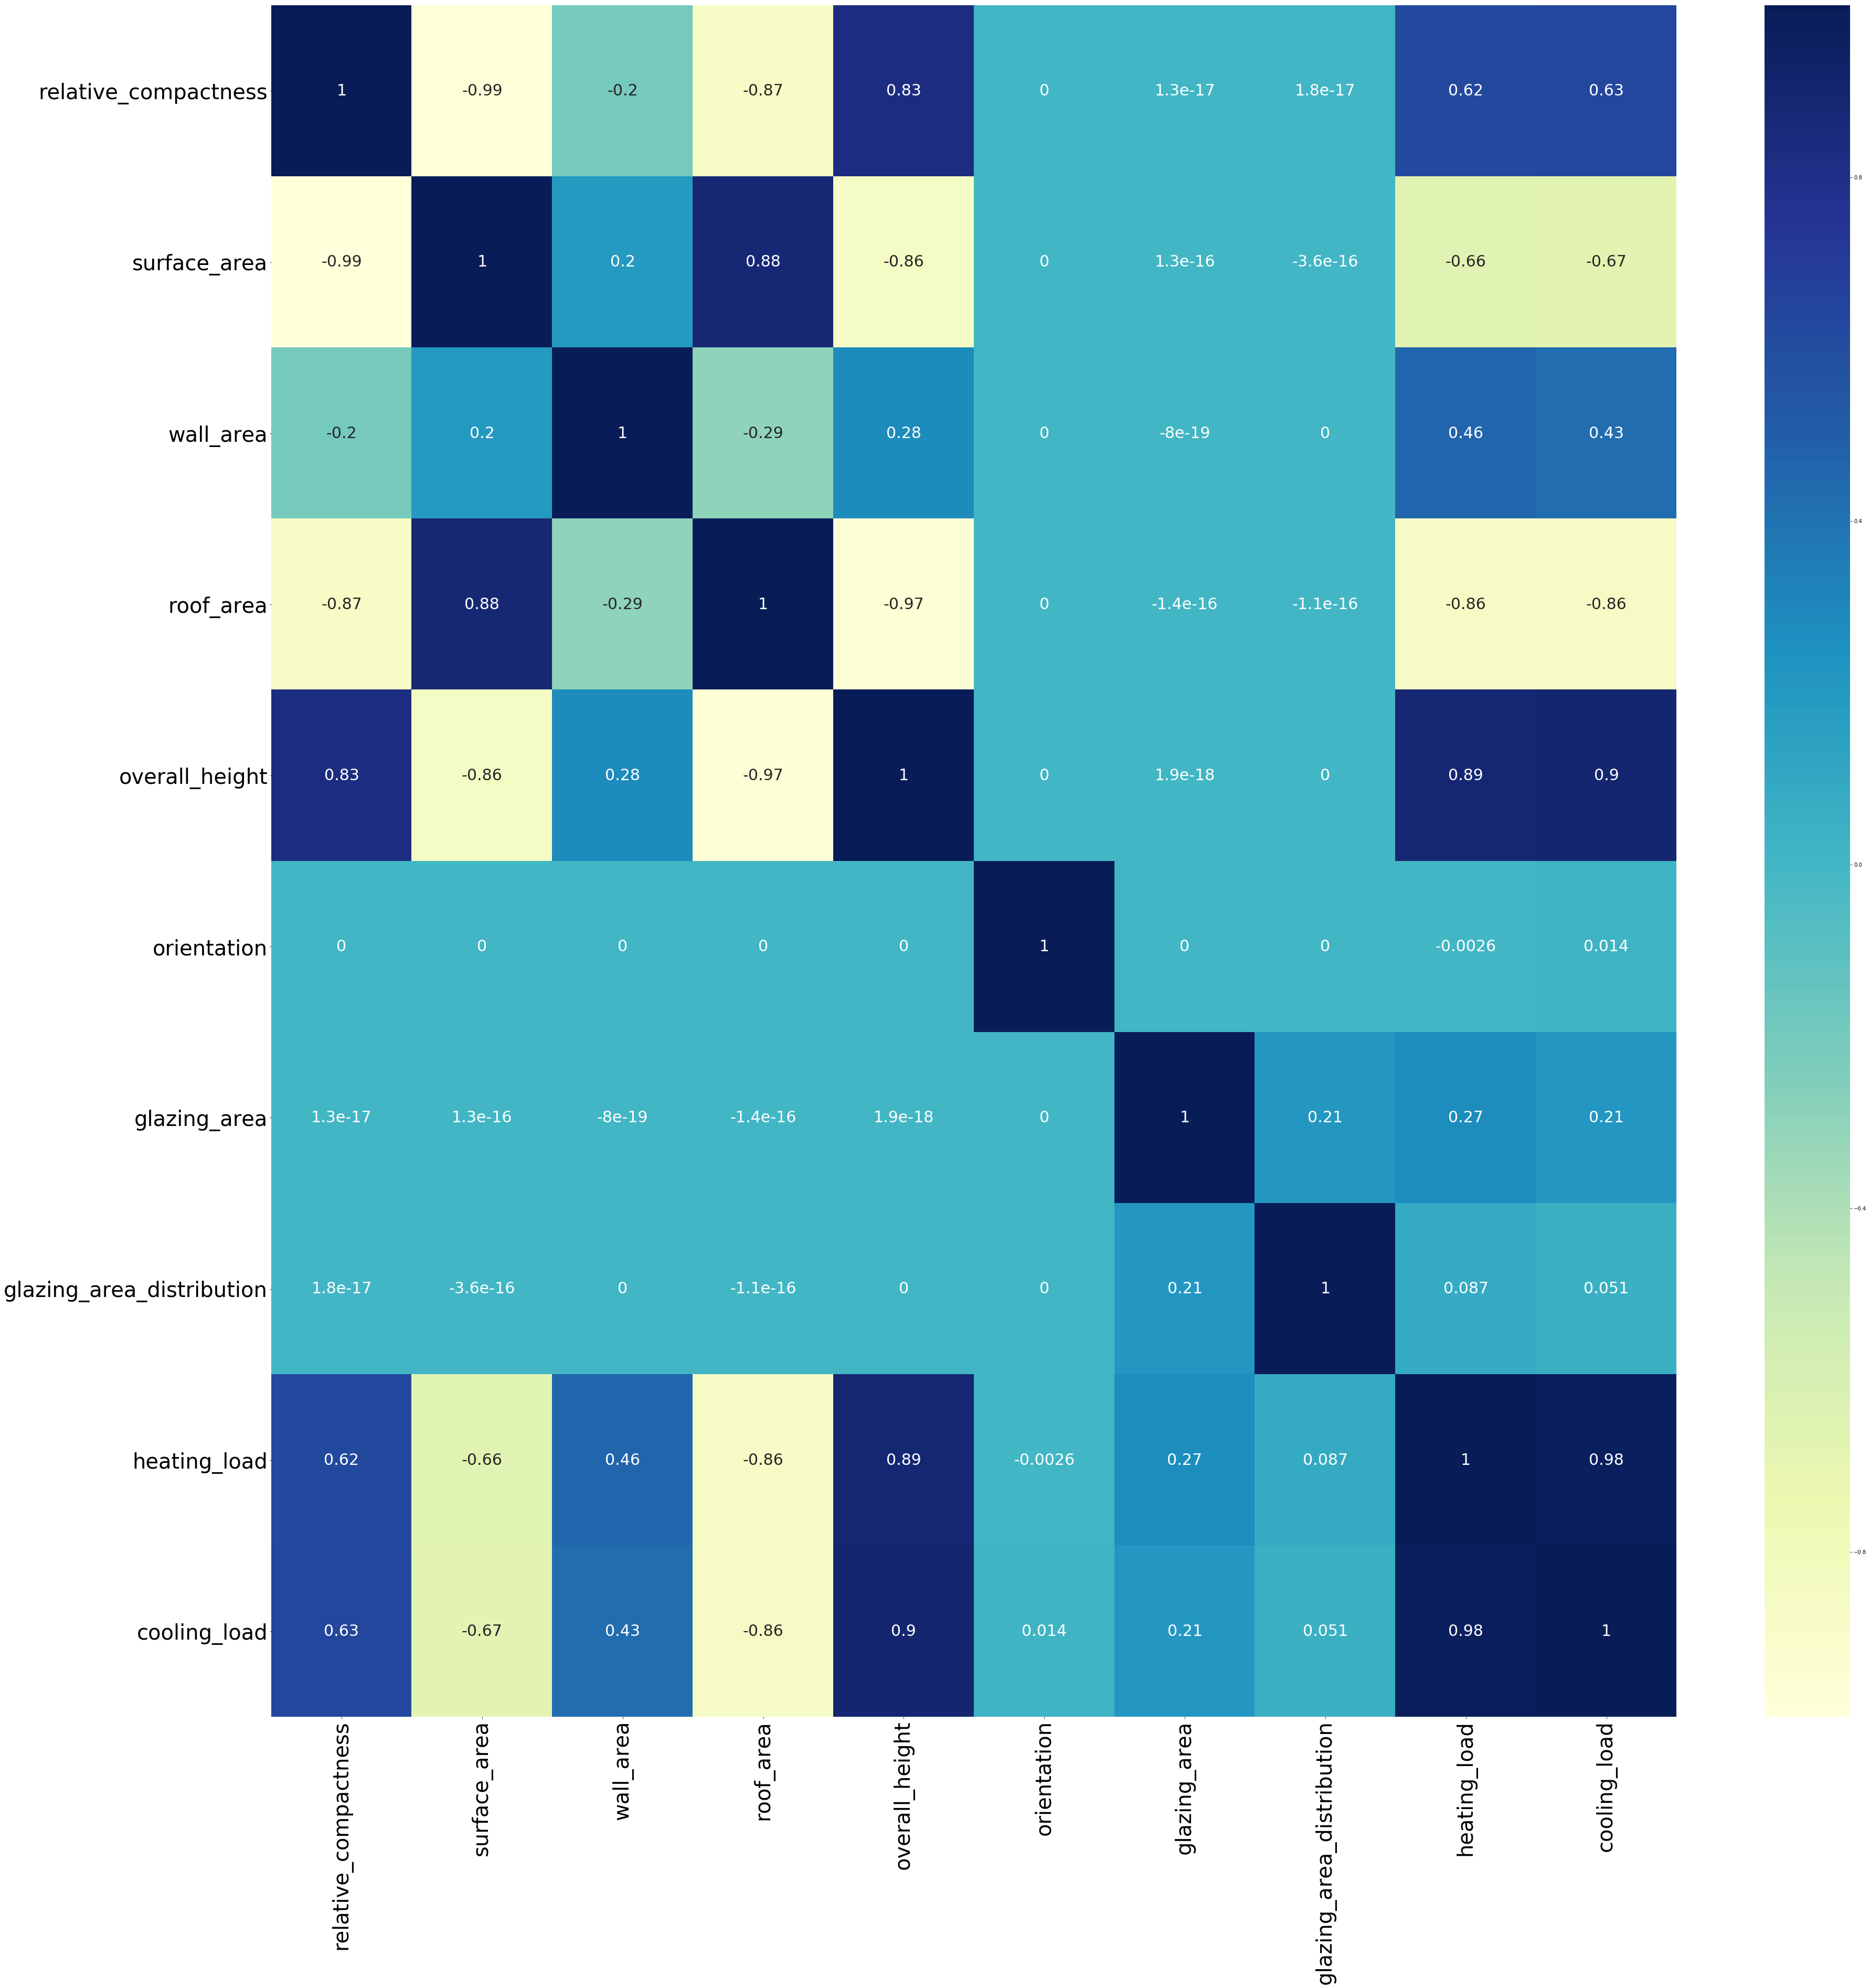 relative_compactness 1 -0.99 -0.2 -0.87 0.83 0 1.3e-17 1.8e-17 0.62 0.63
0.8
surface_area -0.99 1 0.2 0.88 -0.86 0 1.3e-16 -3.6e-16 -0.66 -0.67
wall_area -0.2 0.2 1 -0.29 0.28 0 -8e-19 0 0.46 0.43
0.4
roof_area -0.87 0.88 -0.29 1 -0.97 0 -1.4e-16 -1.1e-16 -0.86 -0.86
overall_height 0.83 -0.86 0.28 -0.97 1 0 1.9e-18 0 0.89 0.9
0.0
orientation 0 0 0 0 0 1 0 0 -0.0026 0.014
glazing_area 1.3e-17 1.3e-16 -8e-19 -1.4e-16 1.9e-18 0 1 0.21 0.27 0.21
−0.4
glazing_area_distribution 1.8e-17 -3.6e-16 0 -1.1e-16 0 0 0.21 1 0.087 0.051
heating_load 0.62 -0.66 0.46 -0.86 0.89 -0.0026 0.27 0.087 1 0.98
−0.8
cooling_load 0.63 -0.67 0.43 -0.86 0.9 0.014 0.21 0.051 0.98 1
relative_compactness
surface_area
wall_area
roof_area
overall_height
orientation
glazing_area
glazing_area_distribution
heating_load
cooling_load